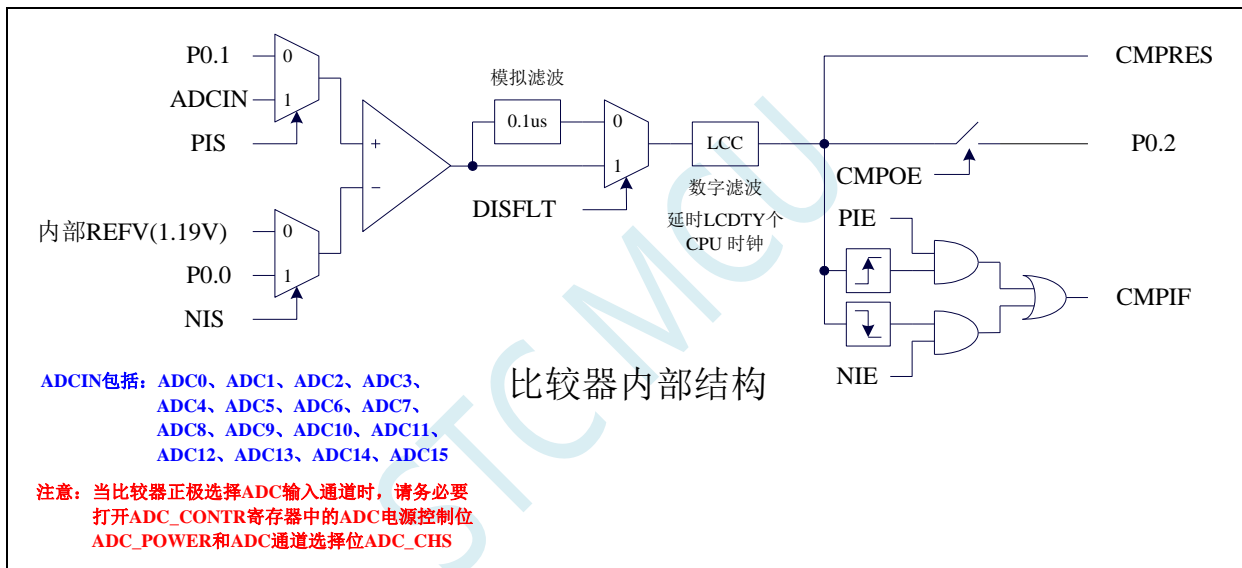 P0.1
0
ADCIN
1
PIS
+
−
内部REFV(1.19V)
0
P0.0
1
NIS
模拟滤波
0.1us
0
1
DISFLT
LCC
数字滤波
延时LCDTY个
CPU 时钟
CMPRES
P0.2
CMPOE
PIE
CMPIF
NIE
比较器内部结构
ADCIN包括：ADC0、ADC1、ADC2、ADC3、
ADC4、ADC5、ADC6、ADC7、
ADC8、ADC9、ADC10、ADC11、
ADC12、ADC13、ADC14、ADC15
注意：当比较器正极选择ADC输入通道时，请务必要
打开ADC_CONTR寄存器中的ADC电源控制位
ADC_POWER和ADC通道选择位ADC_CHS
STC MCU